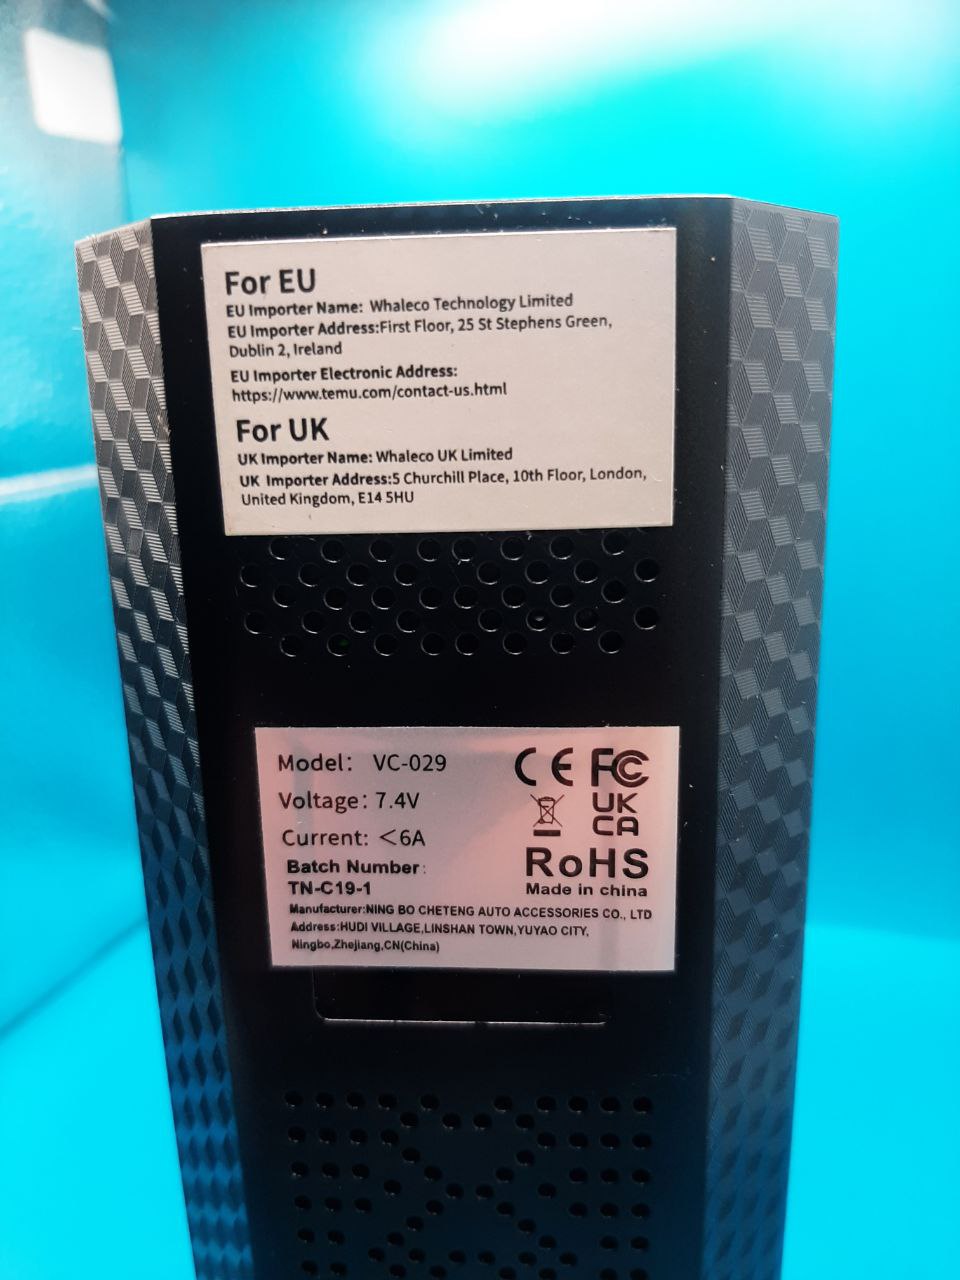 For EU
EU Importer Name: Whaleco Technology Limited
EU Importer Address:First Floor, 25 St Stephens Green,
Dublin 2, Ireland
EU Importer Electronic Address:
https://www.temu.com/contact-us.html
For UK
UK Importer Name: Whaleco UK Limited
UK Importer Address:5 Churchill Place, 10th Floor, London,
United Kingdom, E14 5HU
Model: VC-029
Voltage: 7.4V
Current: <6A
Batch Number:
TN-C19-1
CE FC
UK
CA
RoHS
Made in china
Manufacturer:NING BO CHETENG AUTO ACCESSORIES CO., LTD
Address:HUDI VILLAGE,LINSHAN TOWN,YUYAO CITY,
Ningbo,Zhejiang,CN(China)